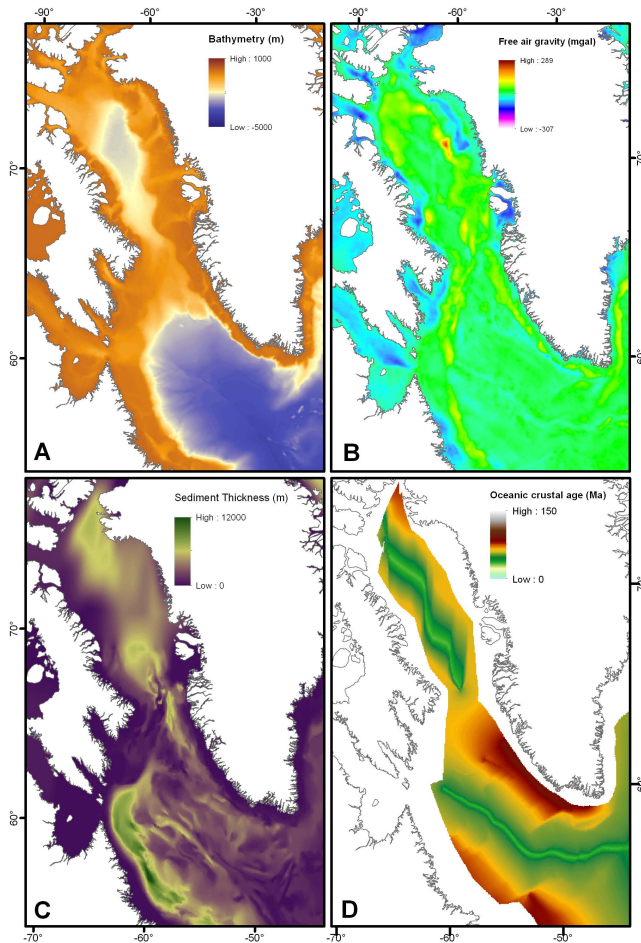 -90° -60° -30° -90° -60° -30°
Bathymetry (m)
High : 1000
Low : -5000
Free air gravity (mgal)
High : 289
Low : -307
70°
60°
70°
60°
A
B
Sediment Thickness (m)
High : 12000
Low : 0
Oceanic crustal age (Ma)
High : 150
Low : 0
70°
60°
60°
C
D
-70° -60° -50° -70° -60° -50°